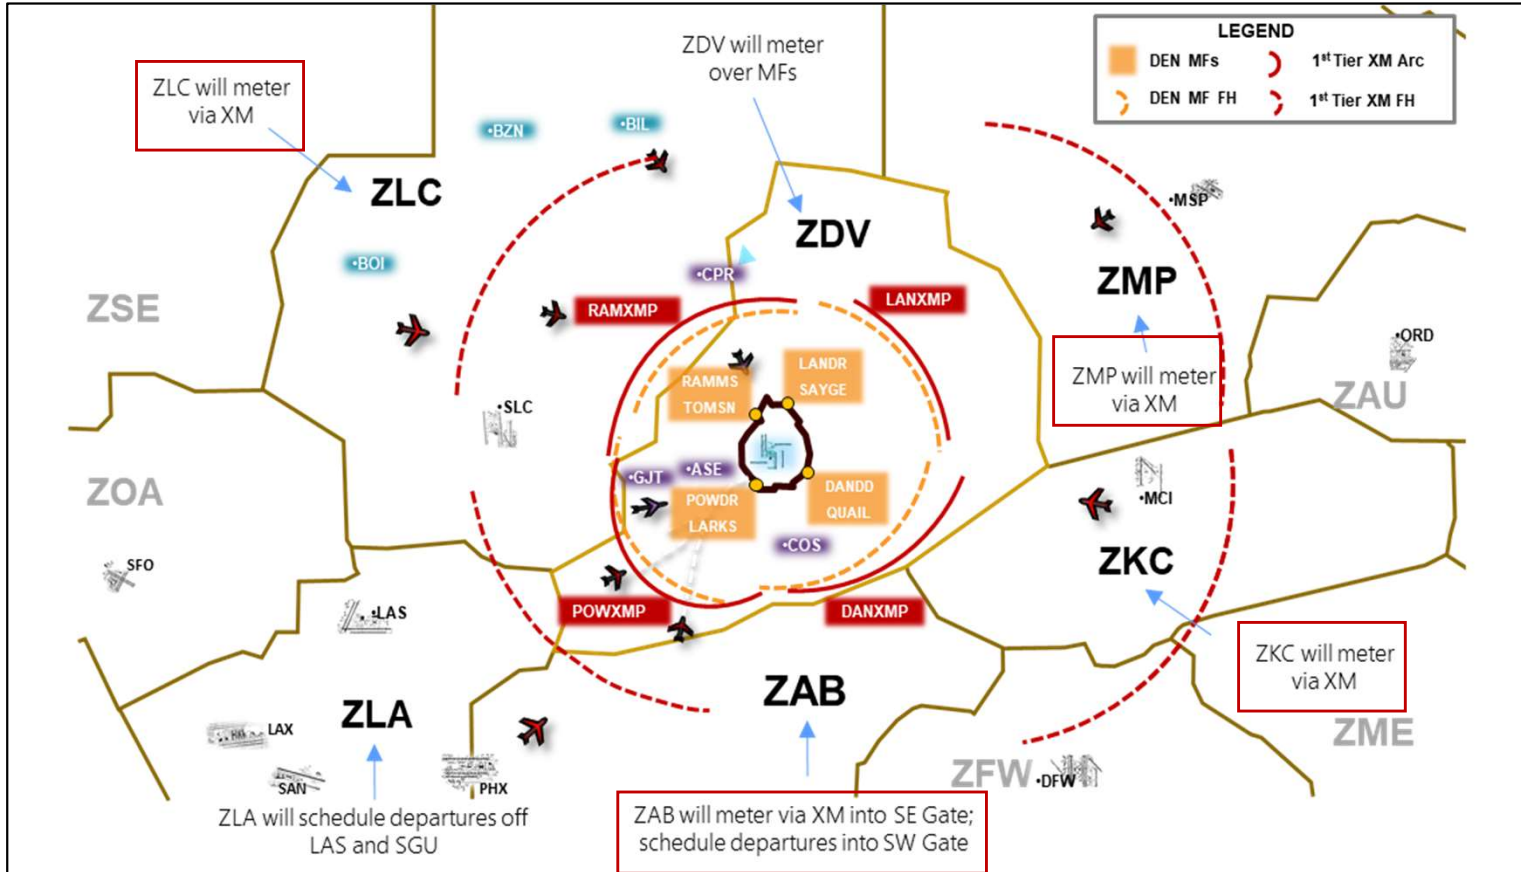 LEGEND
DEN MFs
1st Tier XM Arc
DEN MF FH
1st Tier XM FH
ZDV will meter
over MFs
ZLC will meter
via XM
•BZN
•BIL
ZLC
•MSP
ZDV
•BOI
•CPR
ZMP
ZSE
RAMXMP
LANXMP
•ORD
ZMP will meter
via XM
ZAU
LANDR
SAYGE
RAMMS
TOMSN
•SLC
•GJT
•ASE
ZOA
POWDR
LARKS
DANDD
QUAIL
•MCI
•COS
SFO
ZKC
•LAS
POWXMP
DANXMP
ZKC will meter
via XM
ZLA
ZAB
LAX
ZME
SAN
PHX
ZFW
•DFW
ZLA will schedule departures off
LAS and SGU
ZAB will meter via XM into SE Gate;
schedule departures into SW Gate